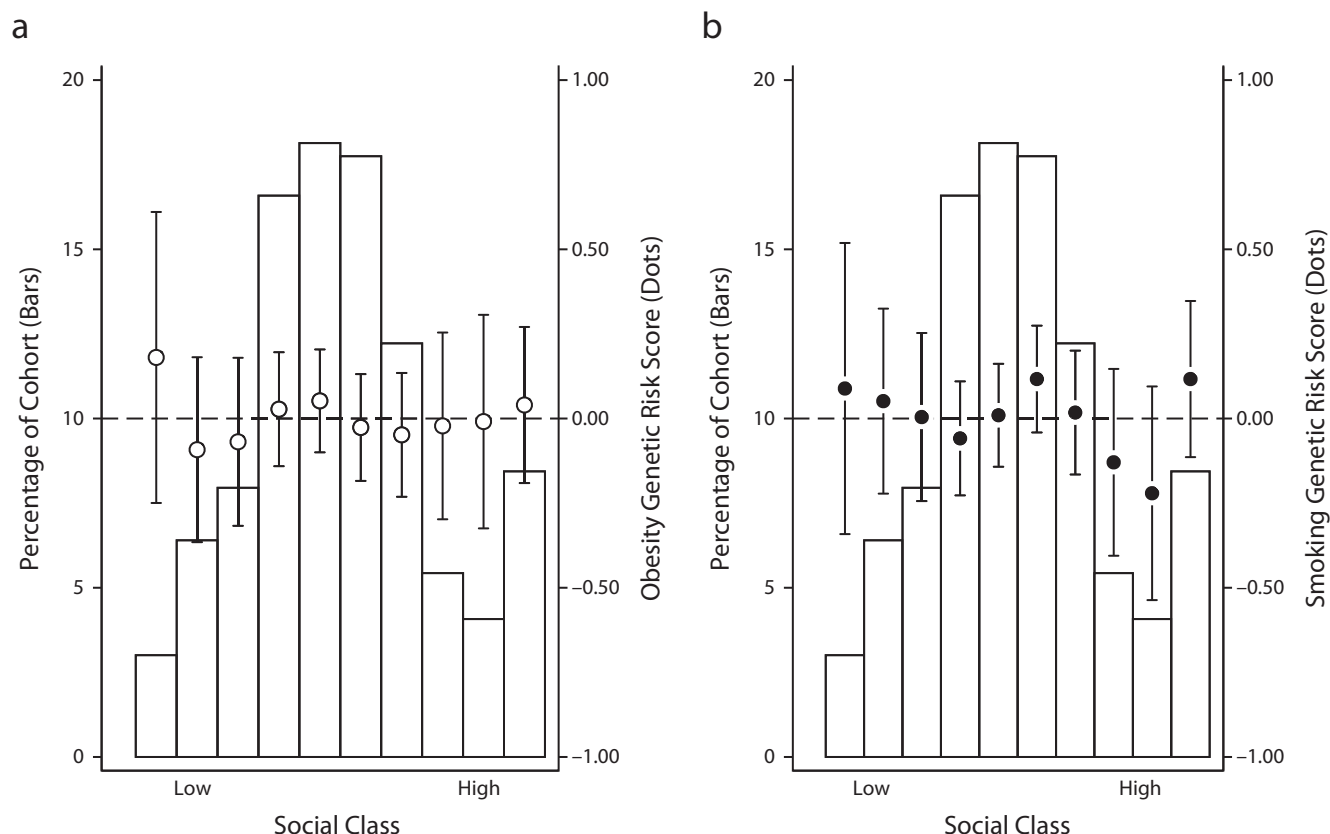 a
Percentage of Cohort (Bars)
20
15
10
5
0
1.00
0.50
0.00
–0.50
–1.00
Obesity Genetic Risk Score (Dots)
Low
High
Social Class
b
Percentage of Cohort (Bars)
20
15
10
5
0
1.00
0.50
0.00
–0.50
–1.00
Smoking Genetic Risk Score (Dots)
Low
High
Social Class